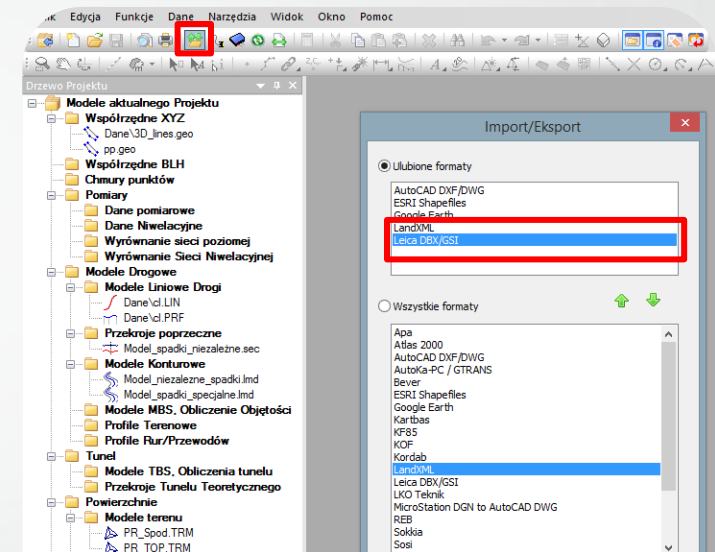 Edycja Funkcje Dane Narzędzia Widok Okno Pomoc
Drzewo Projektu
Modele aktualnego Projektu
Współrzędne XYZ
Dane\3D_lines.geo
pp.geo
Współrzędne BLH
Chmury punktów
Pomiary
Dane pomiarowe
Dane Niwelacyjne
Wyrównanie sieci poziomej
Wyrównanie Sieci Niwelacyjnej
Modele Drogowe
Modele Liniowe Drogi
Dane\cl.LIN
Dane\cl.PRF
Przekroje poprzeczne
Model_spadki_niezależne.sec
Modele Konturowe
Model_niezalezne_spadki.lmd
Model_spadki_specjalne.lmd
Modele MBS, Obliczenie Objętości
Profile Terenowe
Profile Rur/Przewodów
Tunel
Modele TBS, Obliczenia tunelu
Przekroje Tunelu Teoretycznego
Powierzchnie
Modele terenu
PR_Spod.TRM
PR_TOP.TRM
Import/Eksport
Ulubione formaty
AutoCAD DXF/DWG
ESRI Shapefiles
Google Earth
LandXML
Leica DBX/GSI
Wszystkie formaty
Apa
Atlas 2000
AutoCAD DXF/DWG
AutoKa-PC / GTRANS
Bever
ESRI Shapefiles
Google Earth
Kartbas
KF85
KOF
Kordab
LandXML
Leica DBX/GSI
LKO Teknik
MicroStation DGN to AutoCAD DWG
REB
Sokkia
Sosi